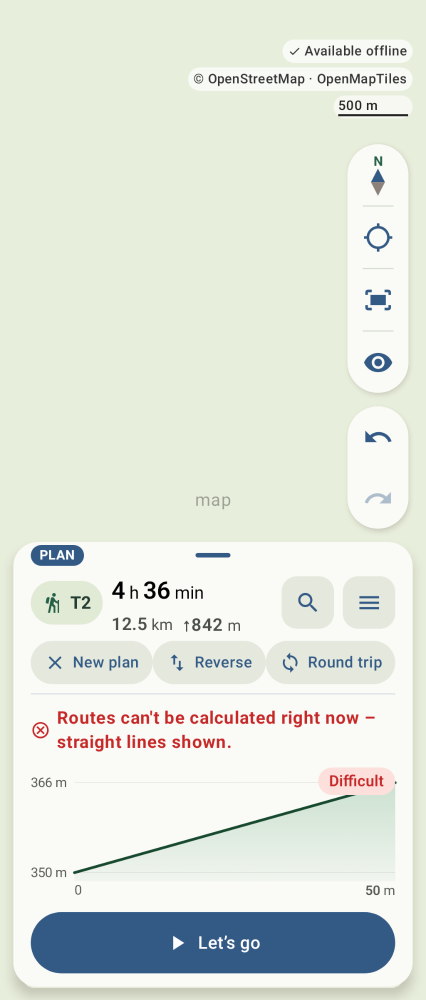 Available offline
© OpenStreetMap · OpenMapTiles
500 m
N
map
PLAN
T2
4 h 36 min
12.5 km ↑842 m
New plan
Reverse
Round trip
Routes can't be calculated right now –
straight lines shown.
366 m
Difficult
350 m
0
50 m
Let’s go